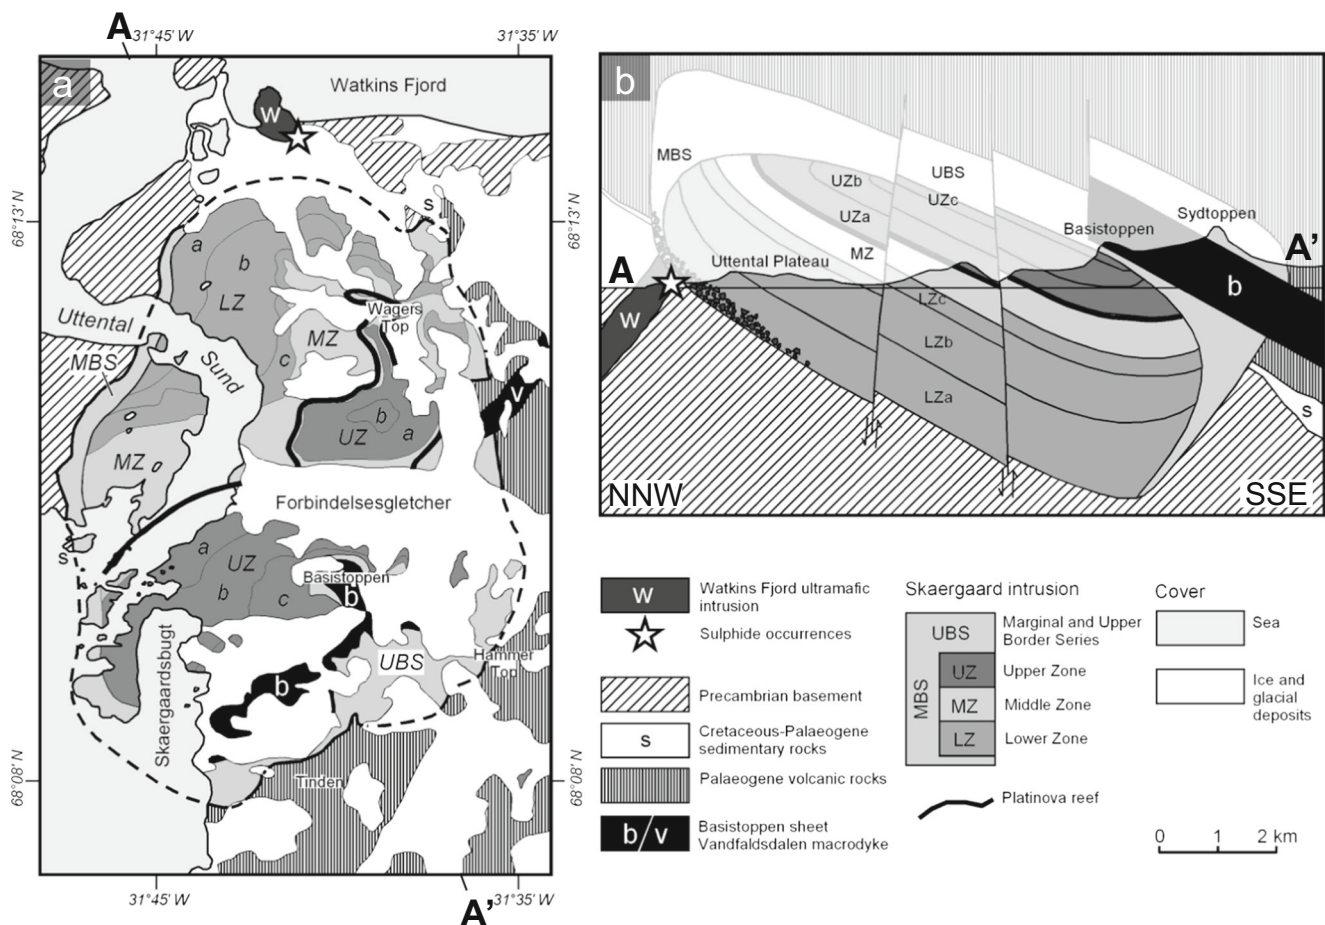 A
31°45' W
31°35' W
a
Watkins Fjord
w
68°13' N
68°13' N
s
a
b
LZ
Wagers
Top
Uttental
Sund
MZ
MBS
c
v
b
UZ
a
MZ
Forbindelsesgletcher
s
a
UZ
b
c
Basistoppen
b
UBS
Hammer
Top
b
Skaergaardsbugt
Tinden
68°08' N
68°08' N
31°45' W
31°35' W
A'
b
MBS
UZb
UBS
UZc
UZa
Sydtoppen
Basistoppen
MZ
A
Uttental Plateau
A'
b
LZc
w
LZb
LZa
s
NNW
SSE
w
Watkins Fjord ultramafic
intrusion
Sulphide occurrences
Precambrian basement
s
Cretaceous-Palaeogene
sedimentary rocks
Palaeogene volcanic rocks
b/v
Basistoppen sheet
Vandfaldsdalen macrodyke
Skaergaard intrusion
UBS
Marginal and Upper
Border Series
MBS
UZ
Upper Zone
MZ
Middle Zone
LZ
Lower Zone
Platinova reef
Cover
Sea
Ice and
glacial
deposits
0 1 2 km